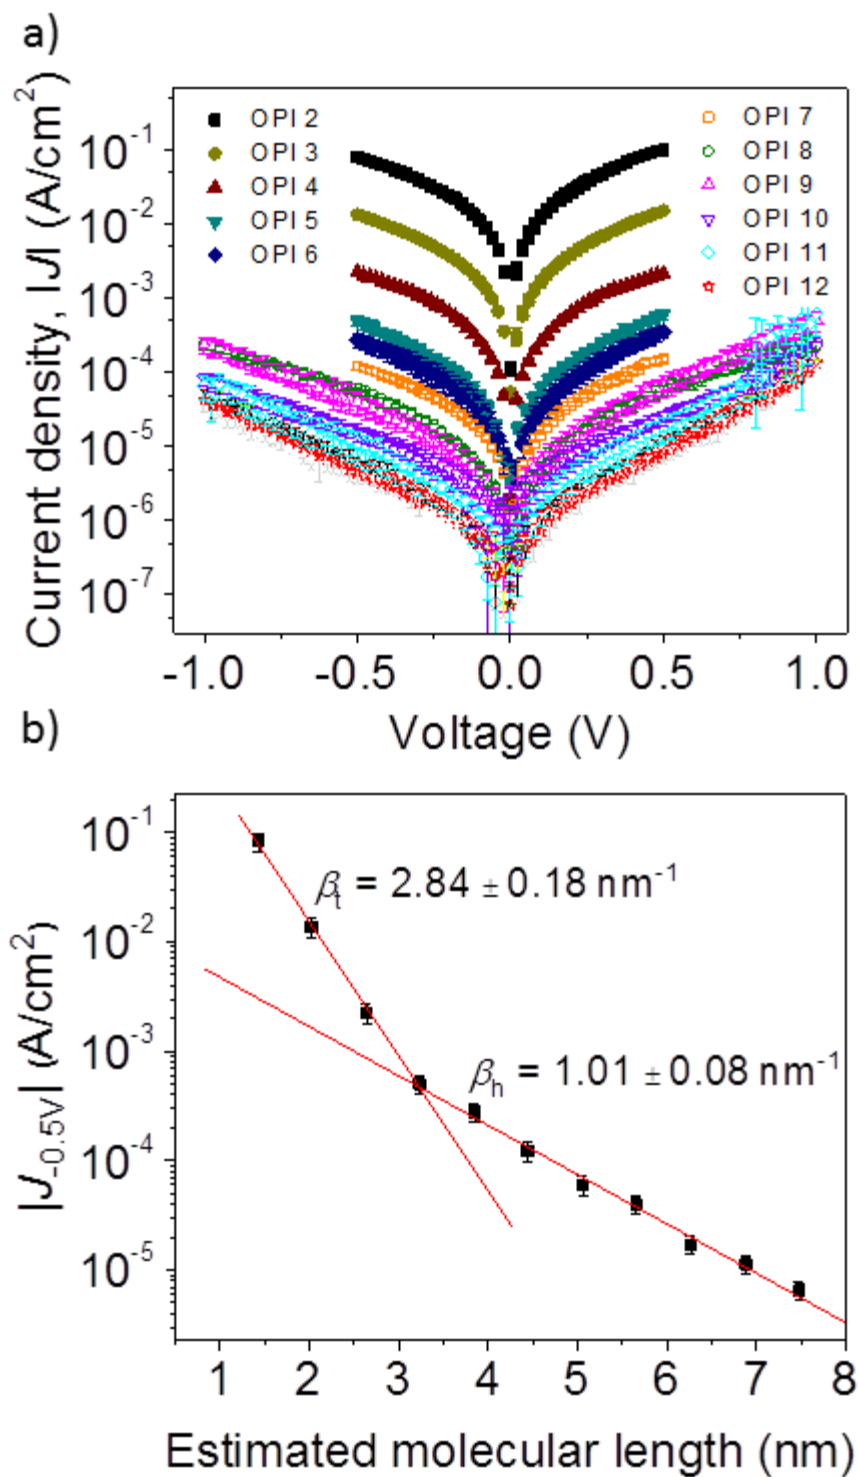 a)
Current density, |J| (A/cm²)
10⁻¹
10⁻²
10⁻³
10⁻⁴
10⁻⁵
10⁻⁶
10⁻⁷
OPI 2
OPI 3
OPI 4
OPI 5
OPI 6
OPI 7
OPI 8
OPI 9
OPI 10
OPI 11
OPI 12
-1.0 -0.5 0.0 0.5 1.0
Voltage (V)
b)
|J₋₀.₅ᵥ| (A/cm²)
10⁻¹
10⁻²
10⁻³
10⁻⁴
10⁻⁵
βₜ = 2.84 ± 0.18 nm⁻¹
βₕ = 1.01 ± 0.08 nm⁻¹
1 2 3 4 5 6 7 8
Estimated molecular length (nm)